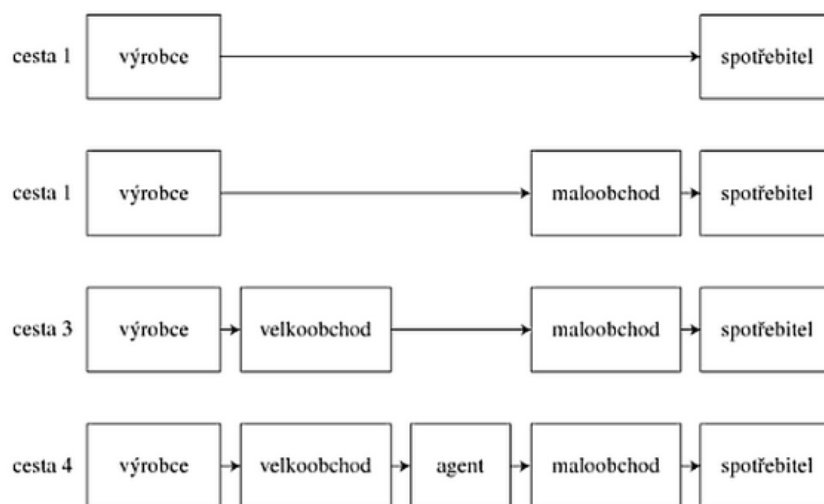 cesta 1 výrobce spotřebitel
cesta 1 výrobce maloobchod spotřebitel
cesta 3 výrobce velkoobchod maloobchod spotřebitel
cesta 4 výrobce velkoobchod agent maloobchod spotřebitel